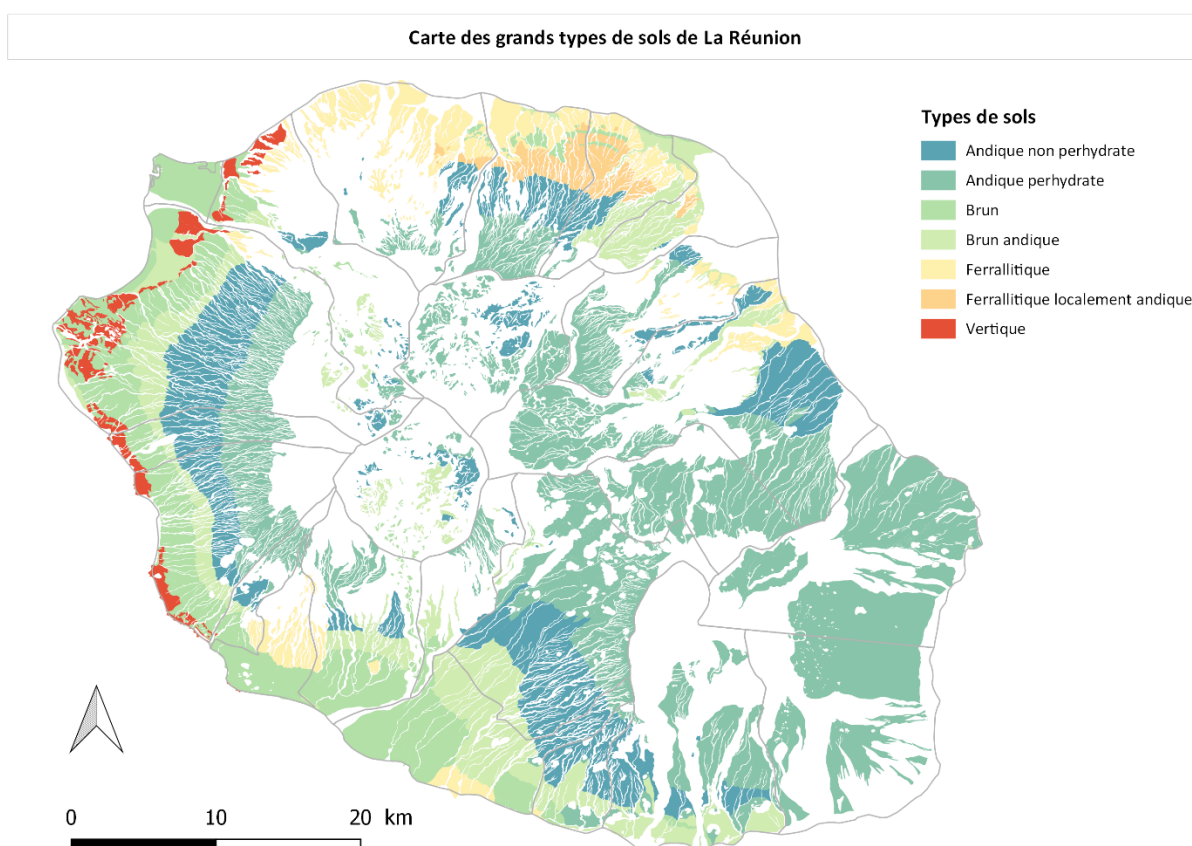 Carte des grands types de sols de La Réunion
Types de sols
Andique non perhydrate
Andique perhydrate
Brun
Brun andique
Ferrallitique
Ferrallitique localement andique
Vertique
0 10 20 km